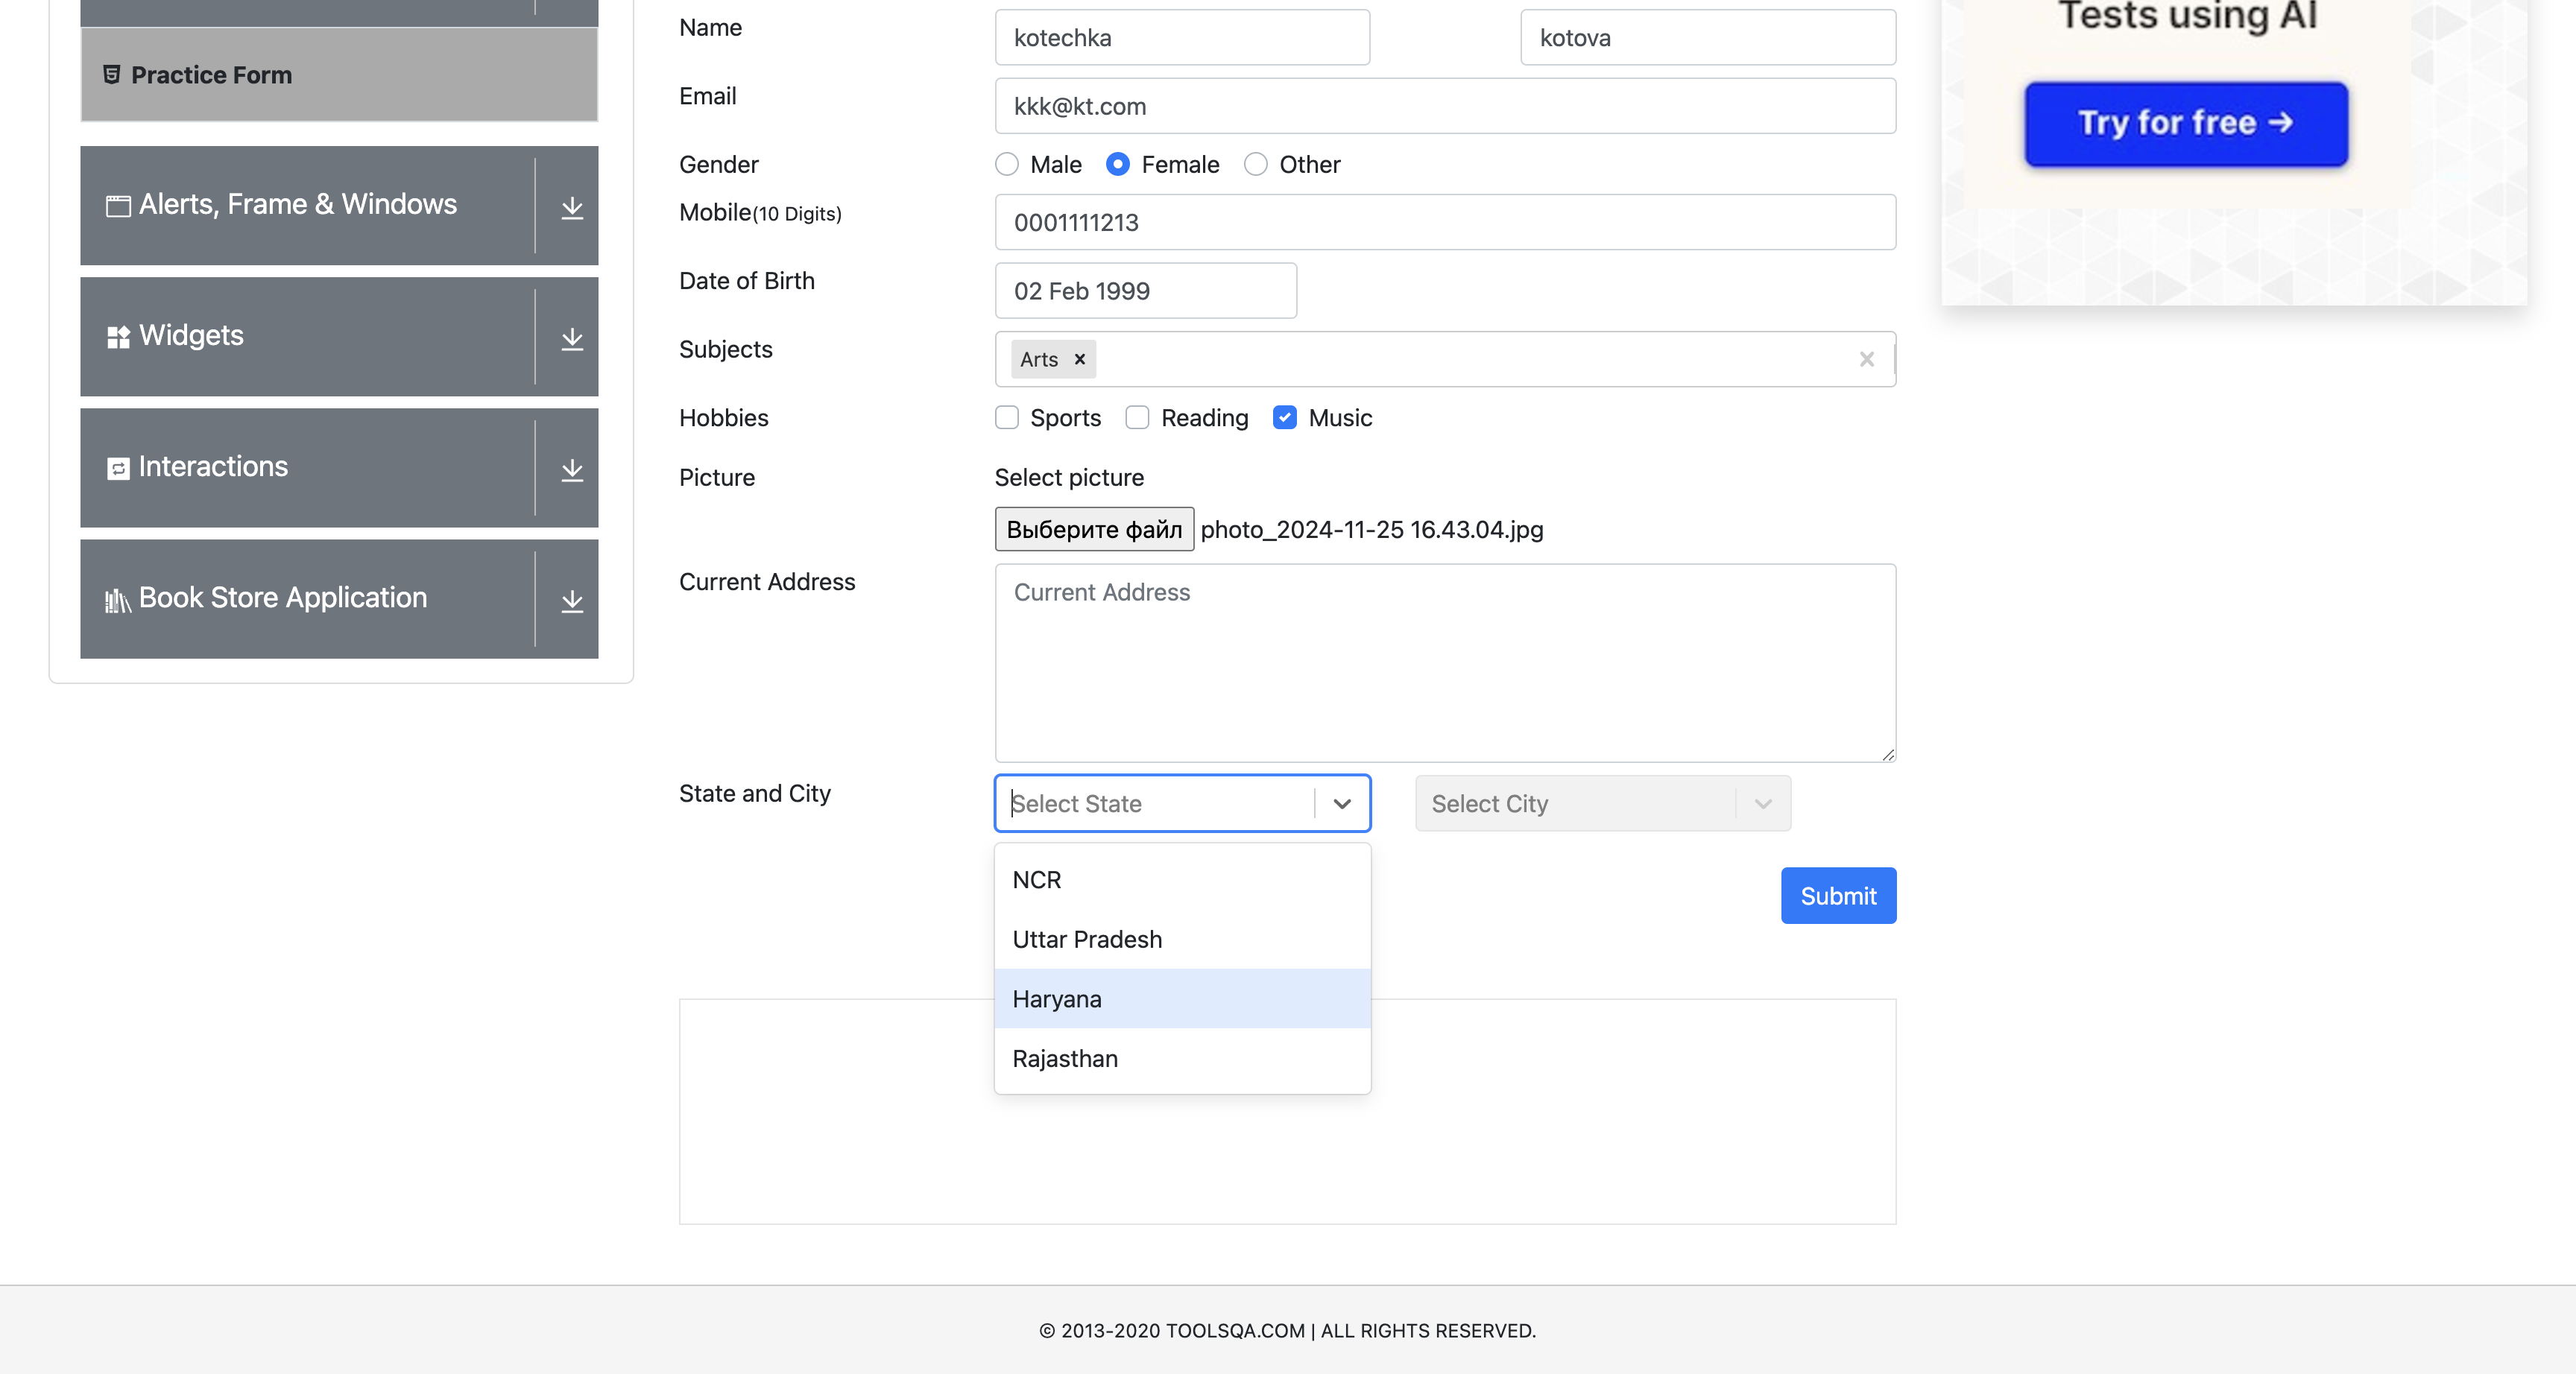 Tests using AI
Try for free →
Practice Form
Alerts, Frame & Windows
Widgets
Interactions
Book Store Application
Name
kotechka
kotova
Email
kkk@kt.com
Gender
Male
Female
Other
Mobile(10 Digits)
0001111213
Date of Birth
02 Feb 1999
Subjects
Arts
Hobbies
Sports
Reading
Music
Picture
Select picture
Выберите файл photo_2024-11-25 16.43.04.jpg
Current Address
Current Address
State and City
Select State
Select City
NCR
Uttar Pradesh
Haryana
Rajasthan
Submit
© 2013-2020 TOOLSQA.COM | ALL RIGHTS RESERVED.